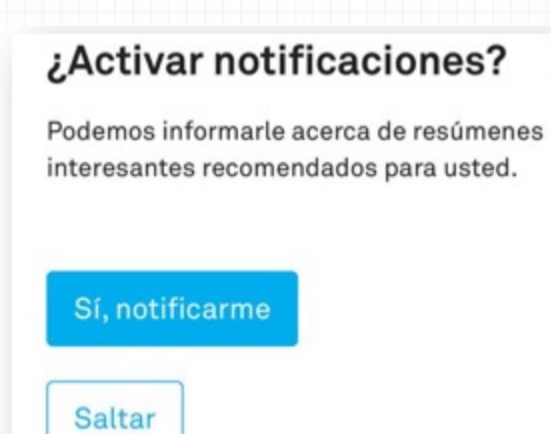 ¿Activar notificaciones?
Podemos informarle acerca de resúmenes
interesantes recomendados para usted.
Sí, notificarme
Saltar